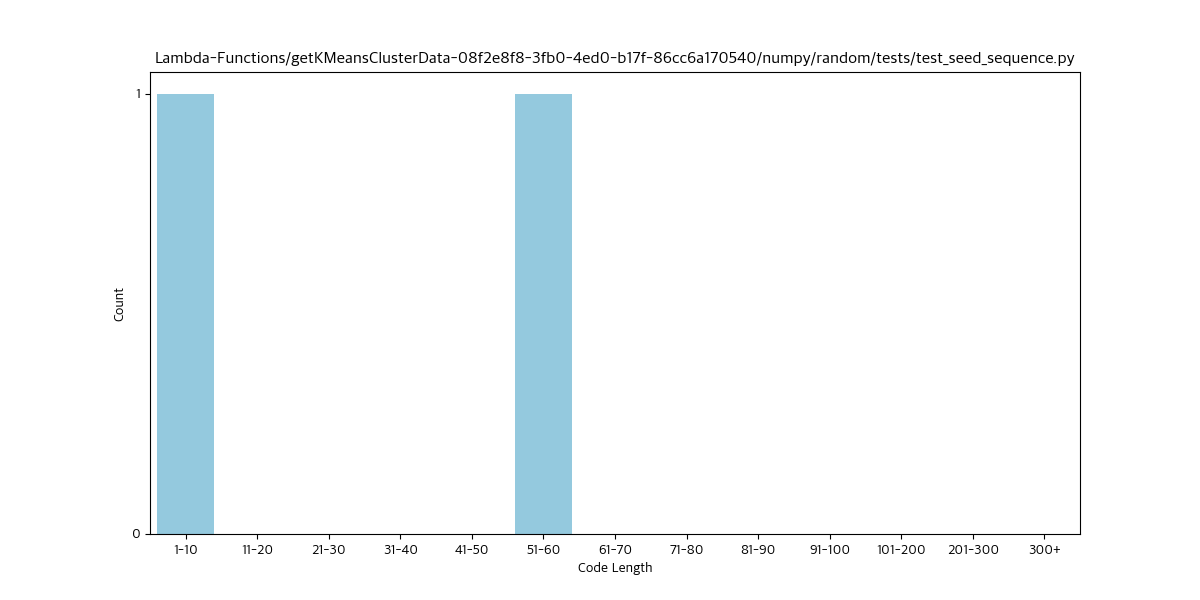 Lambda-Functions/getKMeansClusterData-08f2e8f8-3fb0-4ed0-b17f-86cc6a170540/numpy/random/tests/test_seed_sequence.py
1
Count
0
1-10 11-20 21-30 31-40 41-50 51-60 61-70 71-80 81-90 91-100 101-200 201-300 300+
Code Length